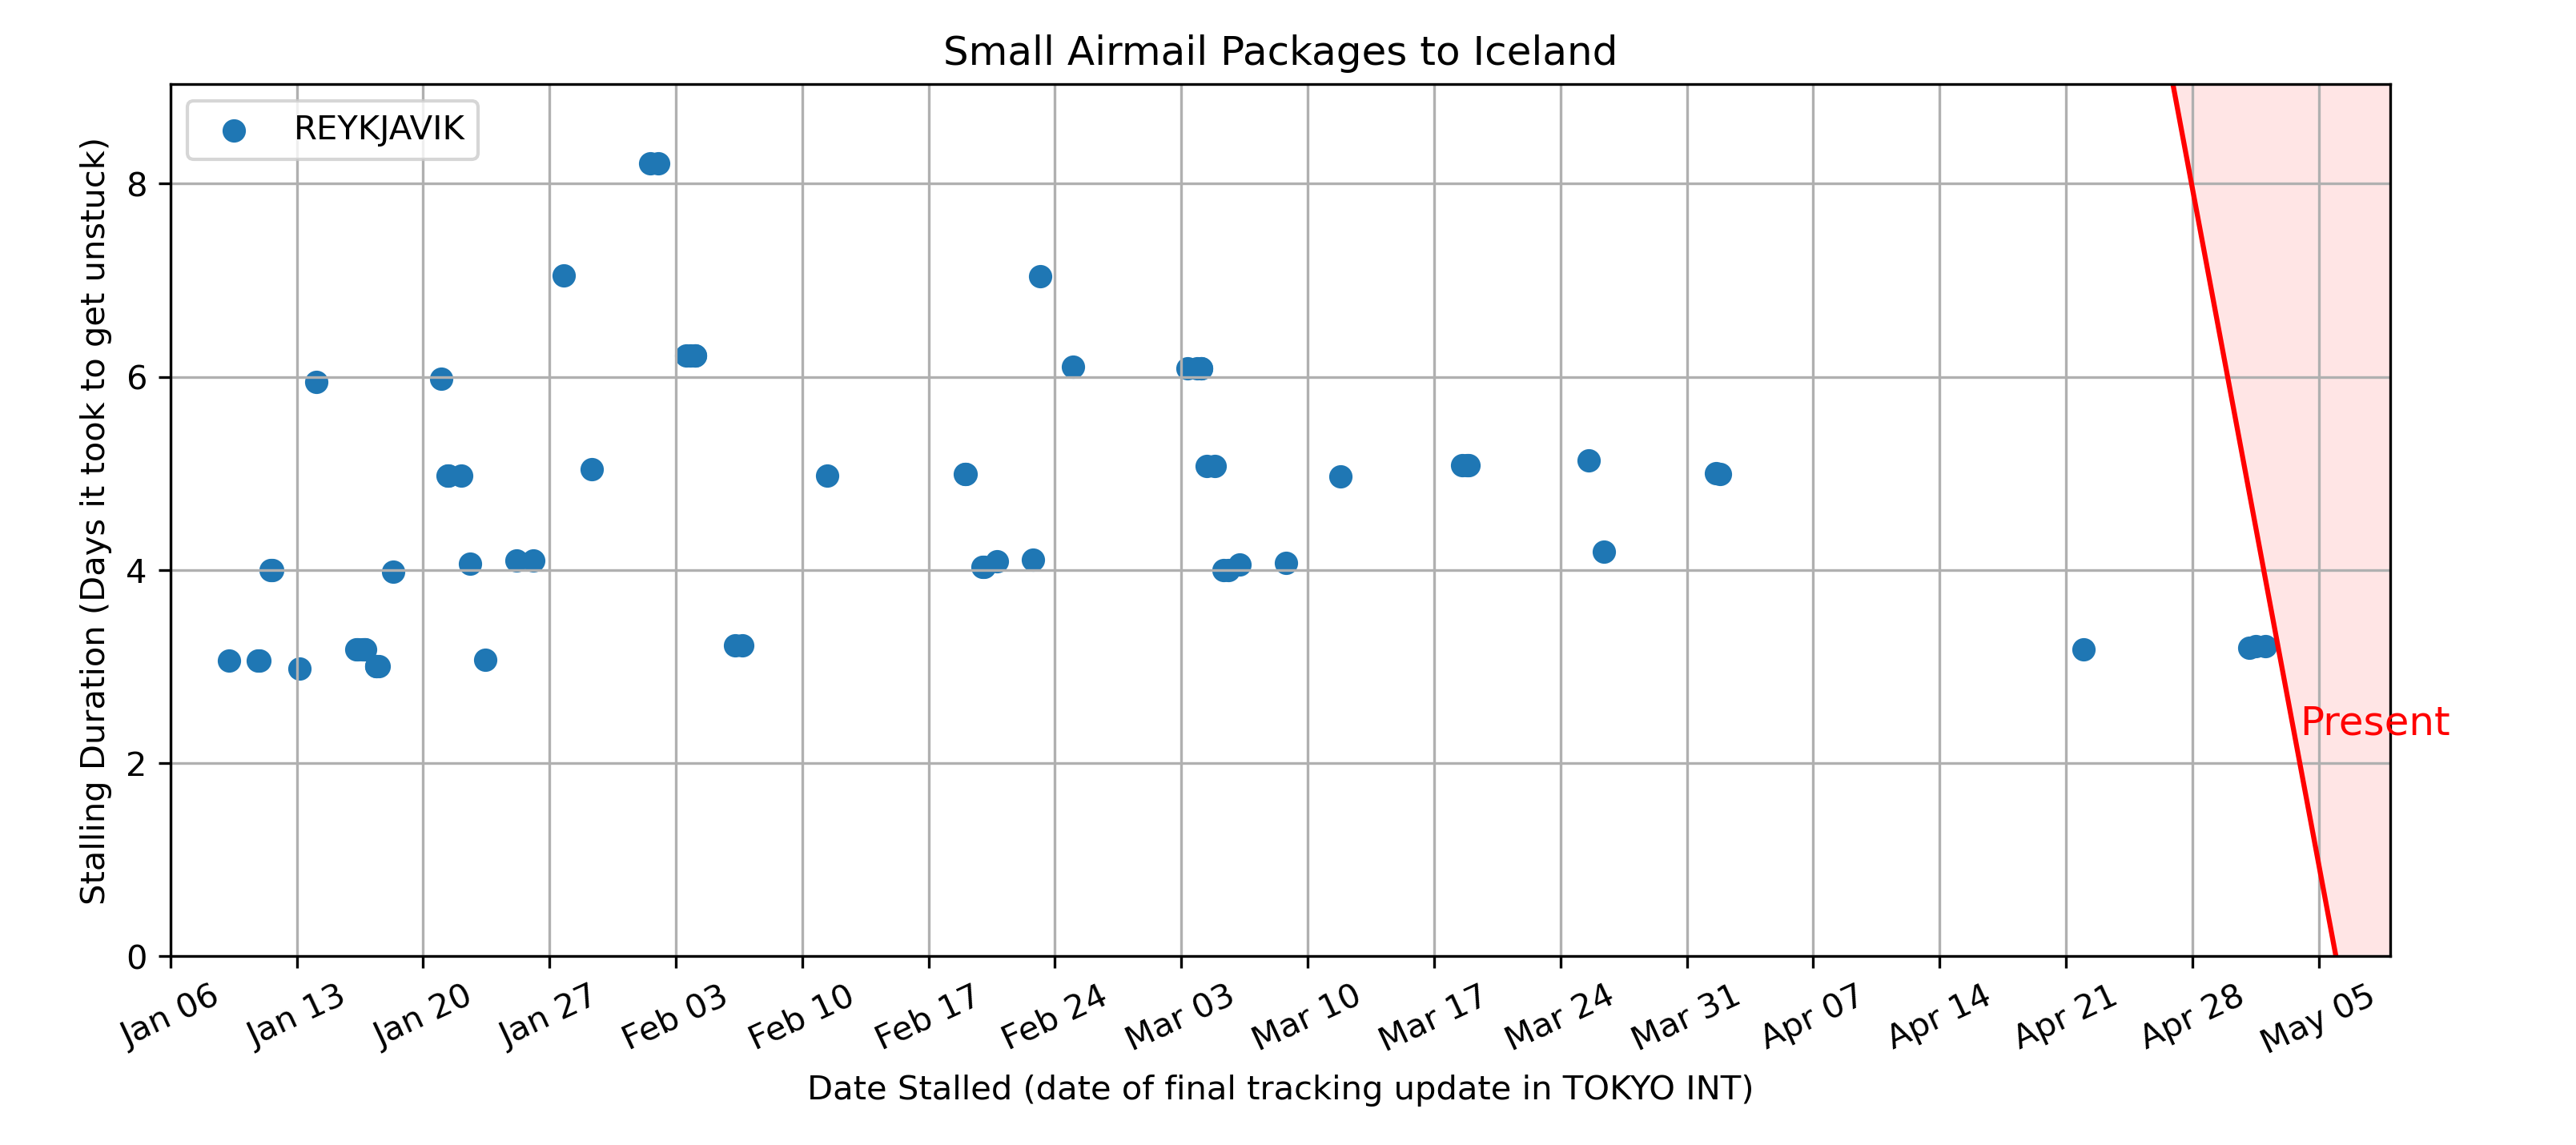 Small Airmail Packages to Iceland
REYKJAVIK
Stalling Duration (Days it took to get unstuck)
8
6
4
2
0
Present
Jan 06 Jan 13 Jan 20 Jan 27 Feb 03 Feb 10 Feb 17 Feb 24 Mar 03 Mar 10 Mar 17 Mar 24 Mar 31 Apr 07 Apr 14 Apr 21 Apr 28 May 05
Date Stalled (date of final tracking update in TOKYO INT)